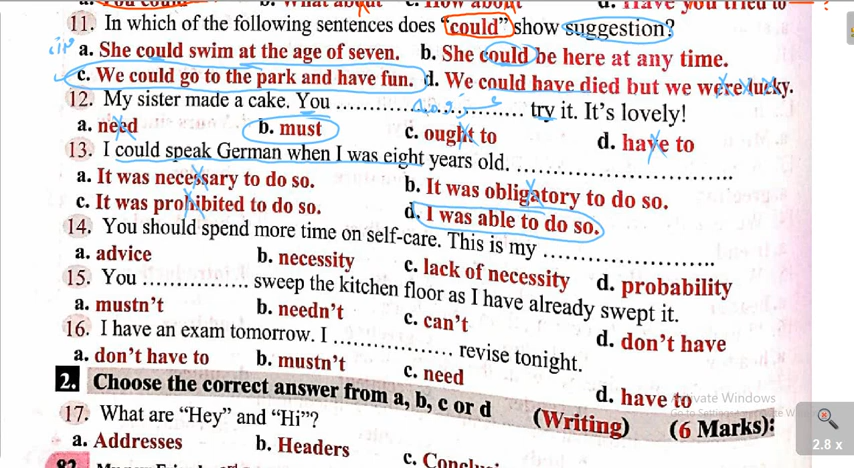 11. In which of the following sentences does “could” show suggestion?
a. She could swim at the age of seven. b. She could be here at any time.
c. We could go to the park and have fun. d. We could have died but we were lucky.
12. My sister made a cake. You .................................... try it. It’s lovely!
a. need b. must c. ought to d. have to
13. I could speak German when I was eight years old. ....................................
a. It was necessary to do so. b. It was obligatory to do so.
c. It was prohibited to do so. d. I was able to do so.
14. You should spend more time on self-care. This is my ............................
a. advice b. necessity c. lack of necessity d. probability
15. You .................... sweep the kitchen floor as I have already swept it.
a. mustn’t b. needn’t c. can’t d. don’t have
16. I have an exam tomorrow. I .................... revise tonight.
a. don’t have to b. mustn’t c. need d. have to
2. Choose the correct answer from a, b, c or d (Writing) (6 Marks):
17. What are “Hey” and “Hi”?
a. Addresses b. Headers
Activate Windows
2.8 x